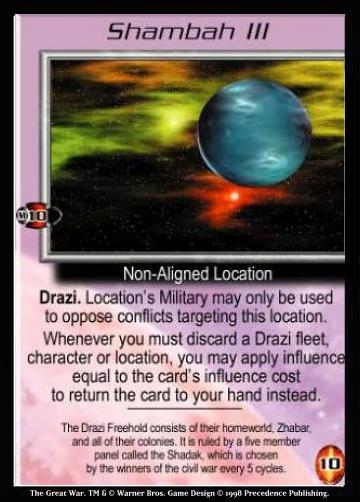 Shambah III
10
Non-Aligned Location
Drazi. Location's Military may only be used
to oppose conflicts targeting this location.
Whenever you must discard a Drazi fleet,
character or location, you may apply influence
equal to the card's influence cost
to return the card to your hand instead.
The Drazi Freehold consists of their homeworld, Zhabar,
and all of their colonies. It is ruled by a five member
panel called the Shadak, which is chosen
by the winners of the civil war every 5 cycles.
10
The Great War. TM & © Warner Bros. Game Design © 1998 Precedence Publishing.